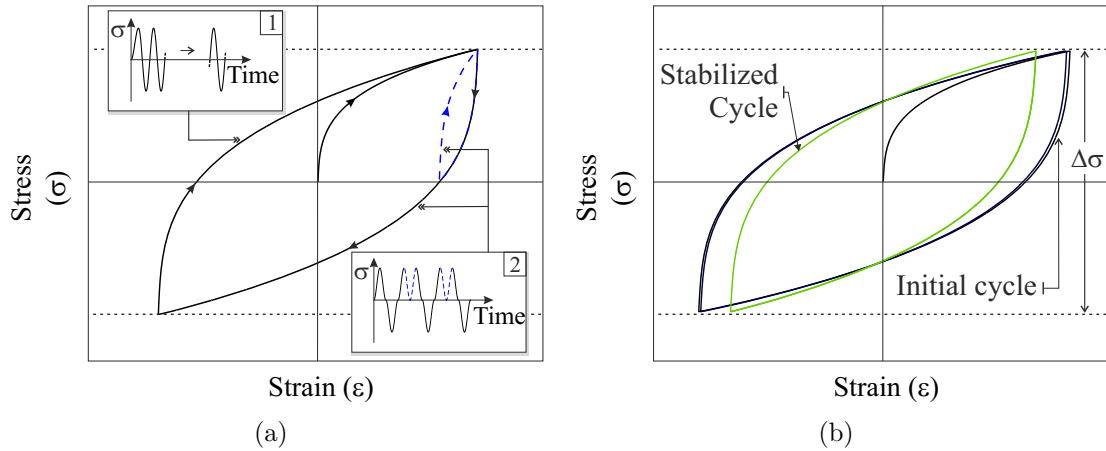 1
σ
→
Time
Stress
(σ)
2
σ
Time
Strain (ε)
(a)
Stabilized
Cycle
Δσ
Stress
(σ)
Initial cycle
Strain (ε)
(b)